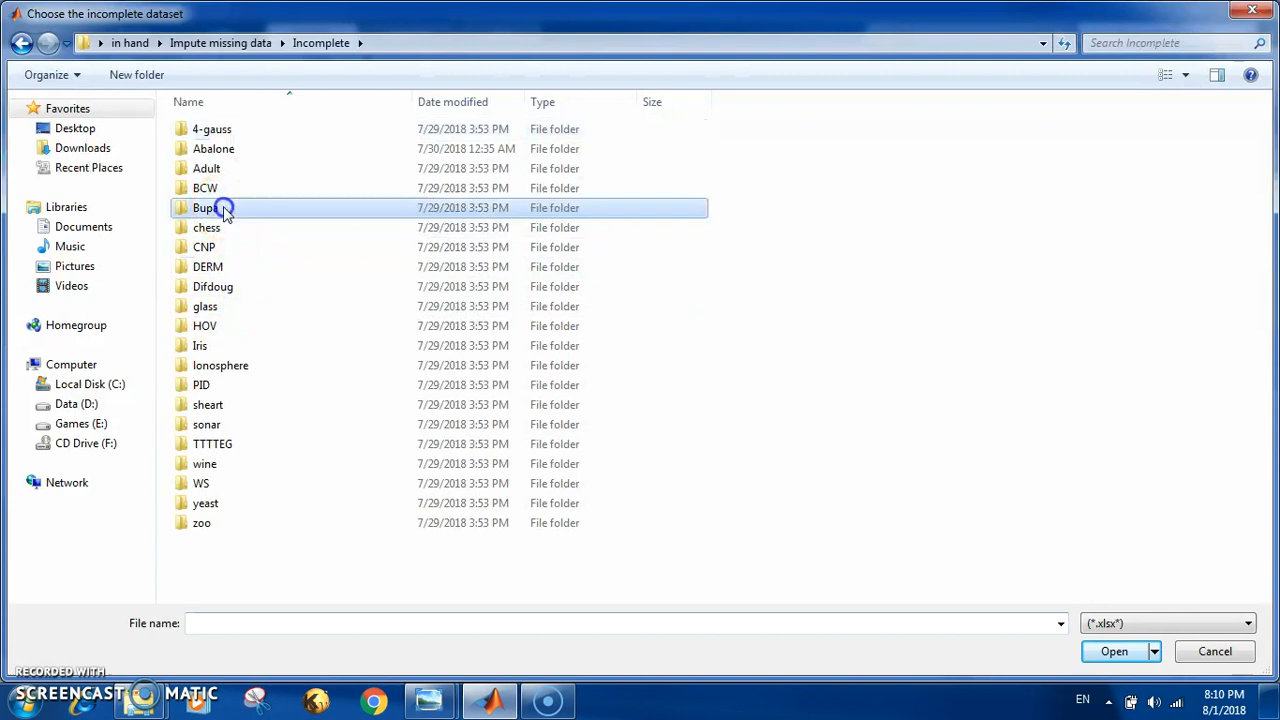 Choose the incomplete dataset
in hand Impute missing data Incomplete
Search Incomplete
Organize New folder
Name Date modified Type Size
Favorites
Desktop
Downloads
Recent Places
Libraries
Documents
Music
Pictures
Videos
Homegroup
Computer
Local Disk (C:)
Data (D:)
Games (E:)
CD Drive (F:)
Network
4-gauss 7/29/2018 3:53 PM File folder
Abalone 7/30/2018 12:35 AM File folder
Adult 7/29/2018 3:53 PM File folder
BCW 7/29/2018 3:53 PM File folder
Bupa 7/29/2018 3:53 PM File folder
chess 7/29/2018 3:53 PM File folder
CNP 7/29/2018 3:53 PM File folder
DERM 7/29/2018 3:53 PM File folder
Difdoug 7/29/2018 3:53 PM File folder
glass 7/29/2018 3:53 PM File folder
HOV 7/29/2018 3:53 PM File folder
Iris 7/29/2018 3:53 PM File folder
Ionosphere 7/29/2018 3:53 PM File folder
PID 7/29/2018 3:53 PM File folder
sheart 7/29/2018 3:53 PM File folder
sonar 7/29/2018 3:53 PM File folder
TTTTEG 7/29/2018 3:53 PM File folder
wine 7/29/2018 3:53 PM File folder
WS 7/29/2018 3:53 PM File folder
yeast 7/29/2018 3:53 PM File folder
zoo 7/29/2018 3:53 PM File folder
File name: (*.xlsx*)
Open Cancel
RECORDED WITH
SCREENCAST MATIC
EN
8:10 PM
8/1/2018